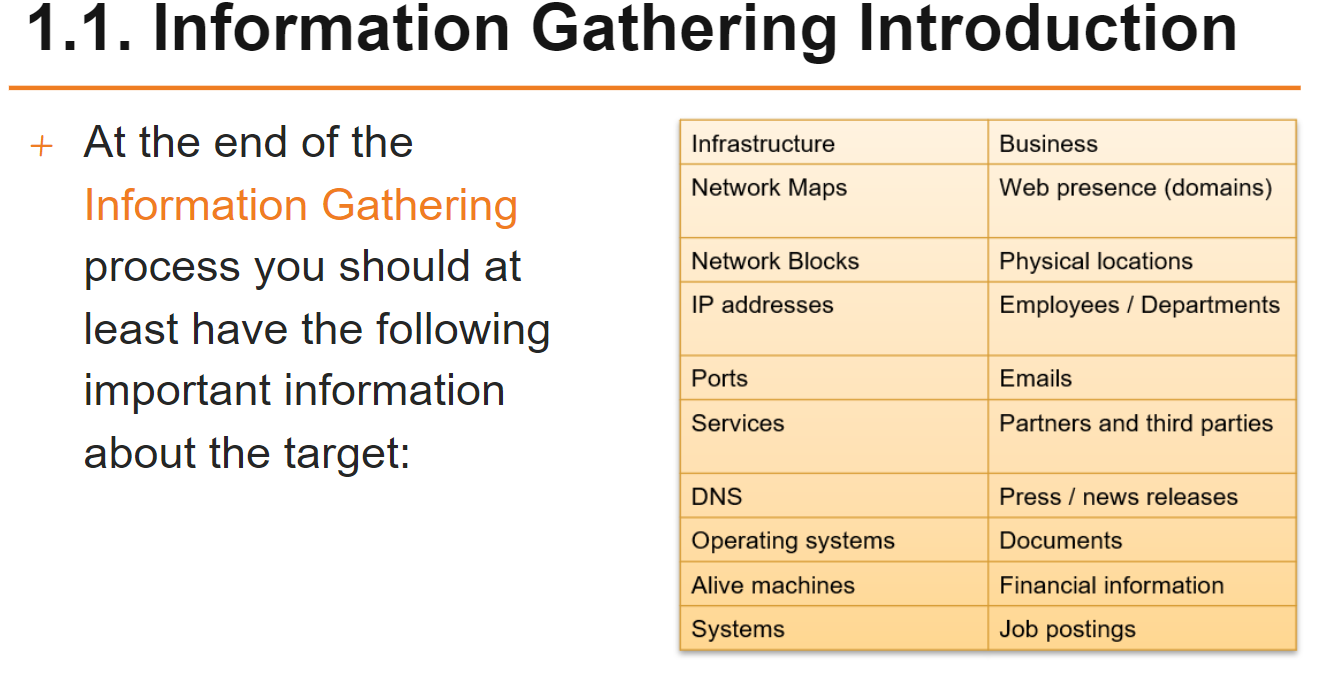 1.1. Information Gathering Introduction
+ At the end of the
Information Gathering
process you should at
least have the following
important information
about the target:
Infrastructure Business
Network Maps Web presence (domains)
Network Blocks Physical locations
IP addresses Employees / Departments
Ports Emails
Services Partners and third parties
DNS Press / news releases
Operating systems Documents
Alive machines Financial information
Systems Job postings